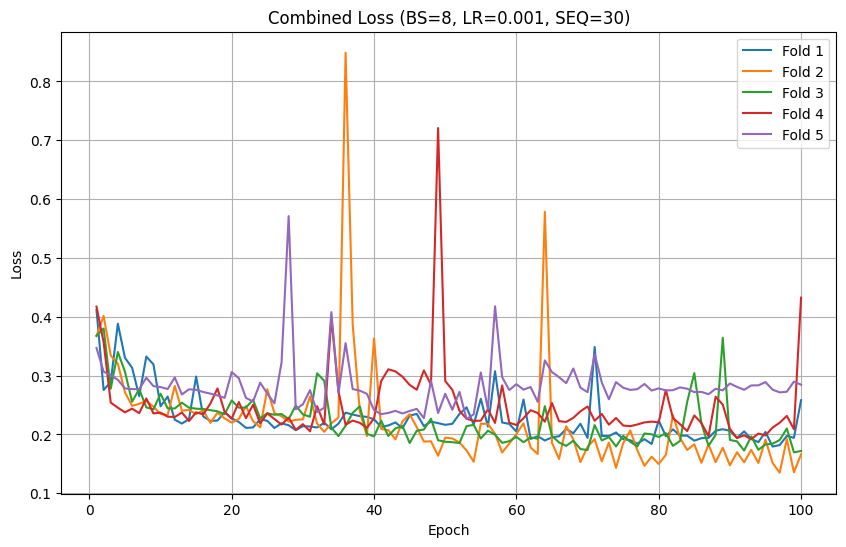 Combined Loss (BS=8, LR=0.001, SEQ=30)
Fold 1
Fold 2
Fold 3
Fold 4
Fold 5
0.8
0.7
0.6
0.5
0.4
0.3
0.2
0.1
Loss
0 20 40 60 80 100
Epoch